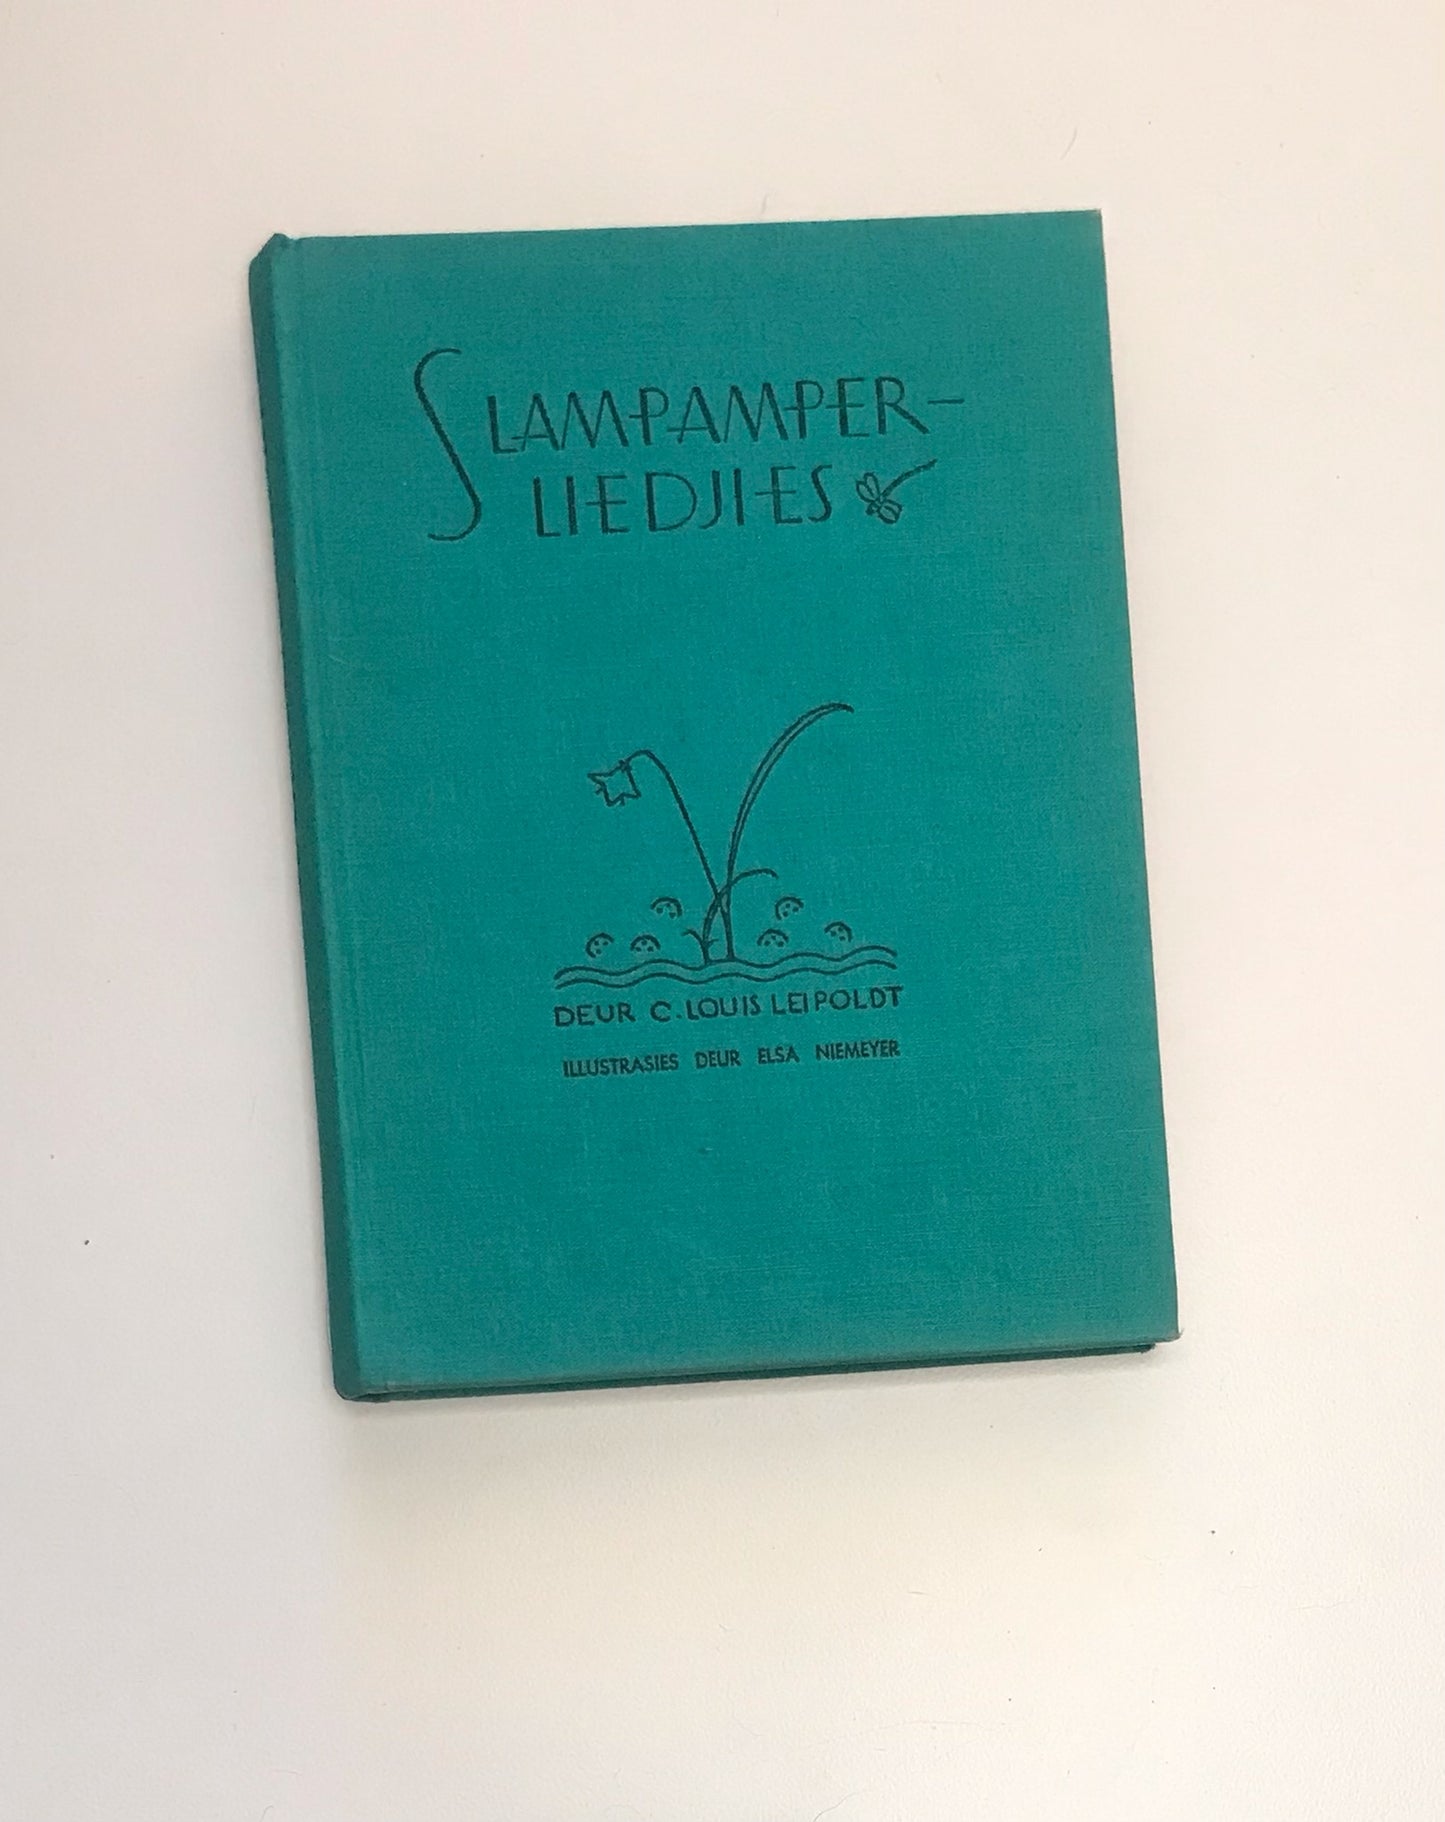 SLAMPAMPER-
LIEDJIES
DEUR C. LOUIS LEIPOLDT
ILLUSTRASIES DEUR ELSA NIEMEYER